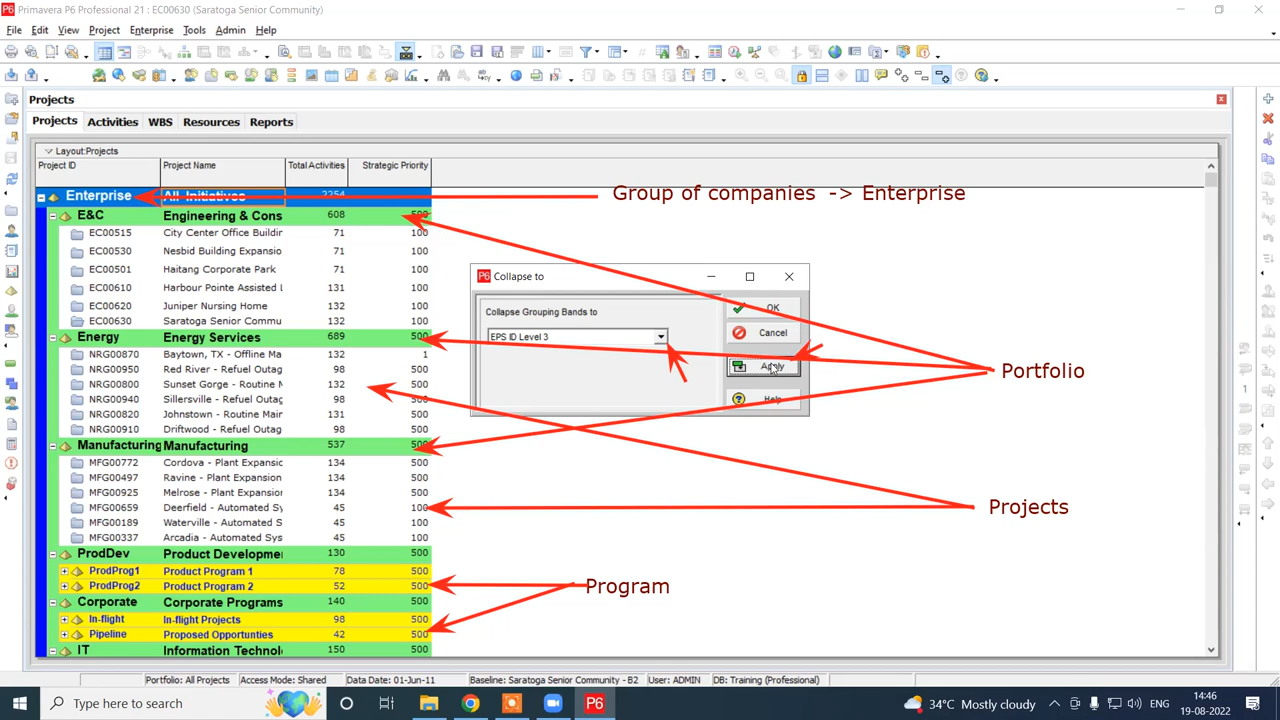 Primavera P6 Professional 21 : EC00630 (Saratoga Senior Community)
File Edit View Project Enterprise Tools Admin Help
Projects
Projects Activities WBS Resources Reports
Layout:Projects
Project ID Project Name Total Activities Strategic Priority
Enterprise All Initiatives 2254
Group of companies -> Enterprise
E&C Engineering & Cons 608 500
EC00515 City Center Office Buildin 71 100
EC00530 Nesbid Building Expansio 71 100
EC00501 Haitang Corporate Park 71 100
EC00610 Harbour Pointe Assisted L 132 100
EC00620 Juniper Nursing Home 132 100
EC00630 Saratoga Senior Commu 132 100
Energy Energy Services 689 500
NRG00870 Baytown, TX - Offline Ma 132 1
NRG00950 Red River - Refuel Outag 98 500
NRG00800 Sunset Gorge - Routine M 132 500
NRG00940 Sillersville - Refuel Outag 98 500
NRG00820 Johnstown - Routine Main 131 500
NRG00910 Driftwood - Refuel Outag 98 500
Manufacturing Manufacturing 537 500
MFG00772 Cordova - Plant Expansio 134 500
MFG00497 Ravine - Plant Expansion 134 500
MFG00925 Melrose - Plant Expansion 134 500
MFG00659 Deerfield - Automated Sy 45 100
MFG00189 Waterville - Automated S 45 100
MFG00337 Arcadia - Automated Sys 45 100
ProdDev Product Developme 130 500
ProdProg1 Product Program 1 78 500
ProdProg2 Product Program 2 52 500
Corporate Corporate Programs 140 500
In-flight In-flight Projects 98 500
Pipeline Proposed Opportunties 42 500
IT Information Technol 150 500
P6 Collapse to
Collapse Grouping Bands to
EPS ID Level 3
OK
Cancel
Apply
Help
Portfolio
Projects
Program
Portfolio: All Projects Access Mode: Shared Data Date: 01-Jun-11 Baseline: Saratoga Senior Community - B2 User: ADMIN DB: Training (Professional)
Type here to search
P6
34°C Mostly cloudy
ENG
14:46
19-08-2022